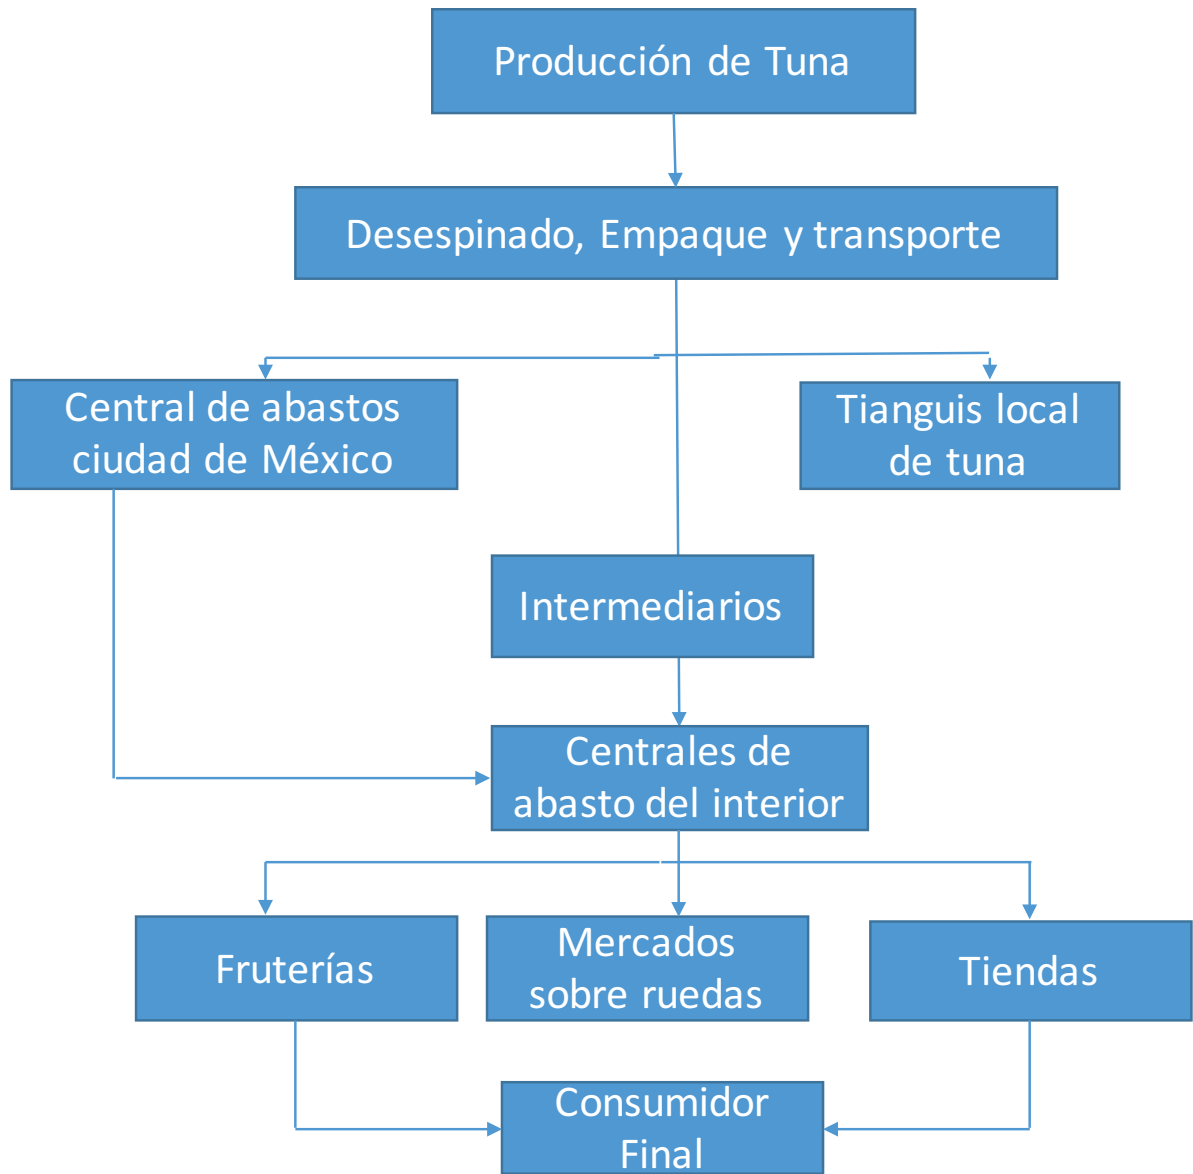 Producción de Tuna
Desespinado, Empaque y transporte
Central de abastos
ciudad de México
Tianguis local
de tuna
Intermediarios
Centrales de
abasto del interior
Fruterías
Mercados
sobre ruedas
Tiendas
Consumidor
Final